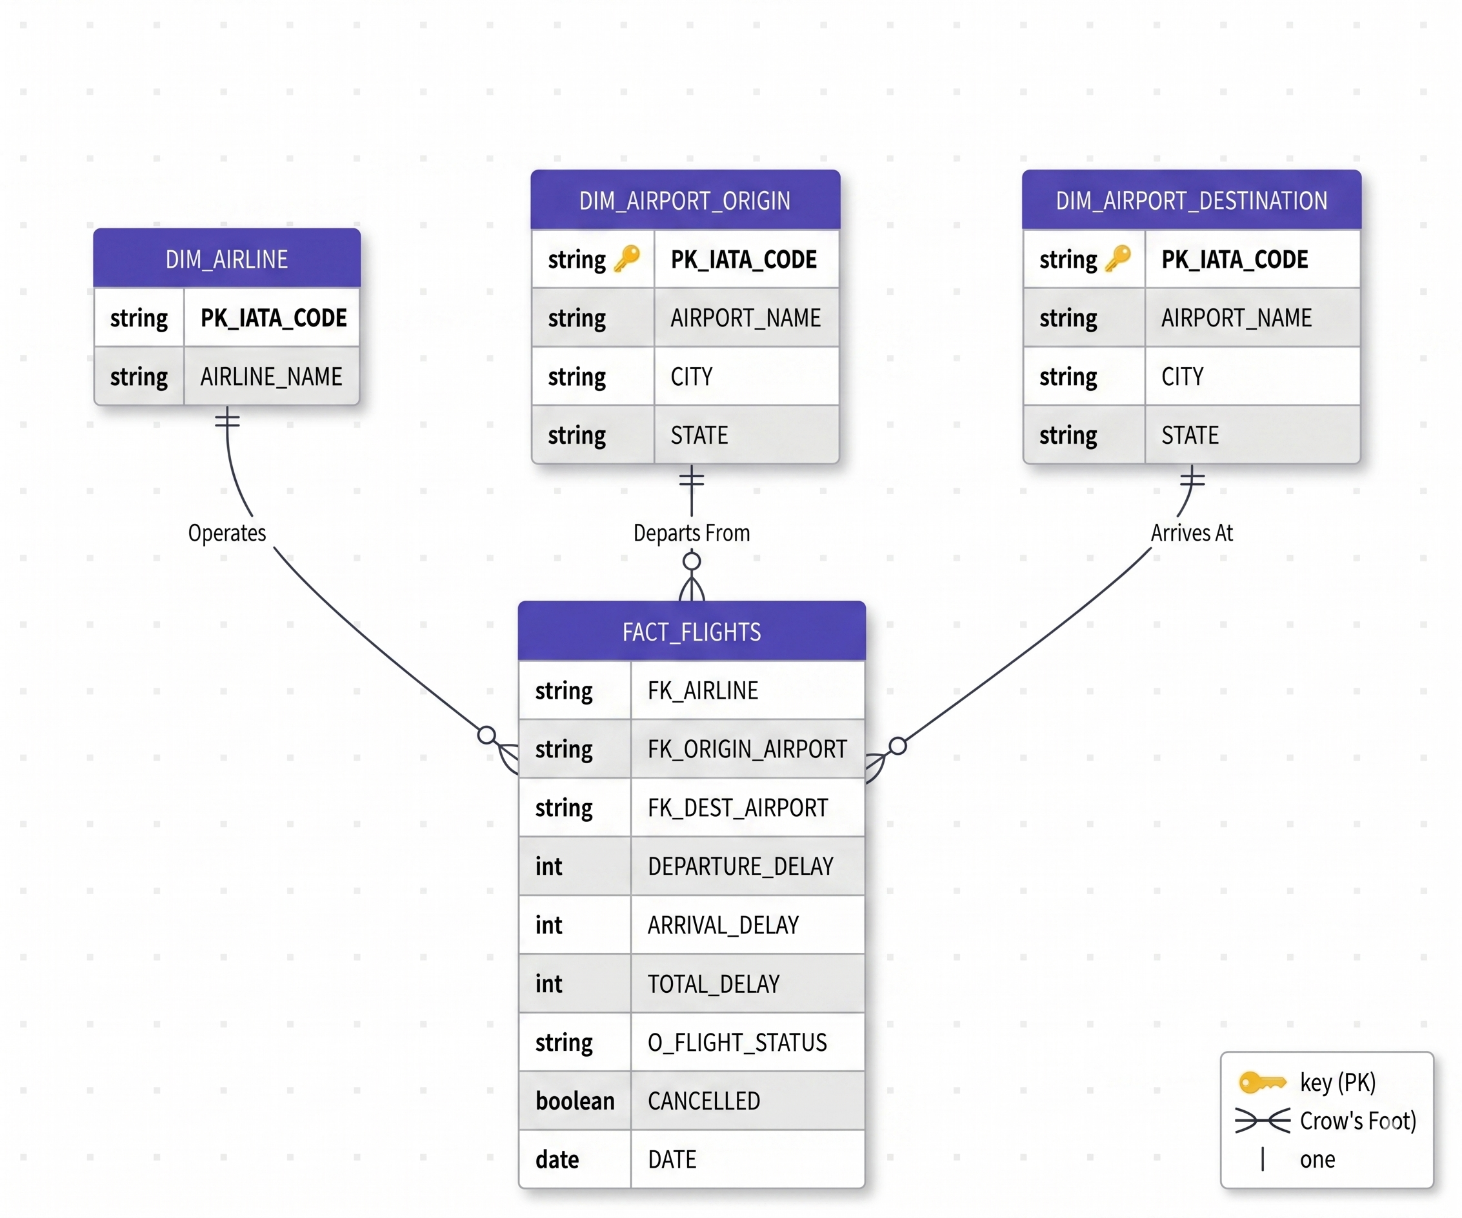 DIM_AIRLINE
string PK_IATA_CODE
string AIRLINE_NAME
DIM_AIRPORT_ORIGIN
string PK_IATA_CODE
string AIRPORT_NAME
string CITY
string STATE
DIM_AIRPORT_DESTINATION
string PK_IATA_CODE
string AIRPORT_NAME
string CITY
string STATE
Operates
Departs From
Arrives At
FACT_FLIGHTS
string FK_AIRLINE
string FK_ORIGIN_AIRPORT
string FK_DEST_AIRPORT
int DEPARTURE_DELAY
int ARRIVAL_DELAY
int TOTAL_DELAY
string O_FLIGHT_STATUS
boolean CANCELLED
date DATE
key (PK)
Crow's Foot)
one